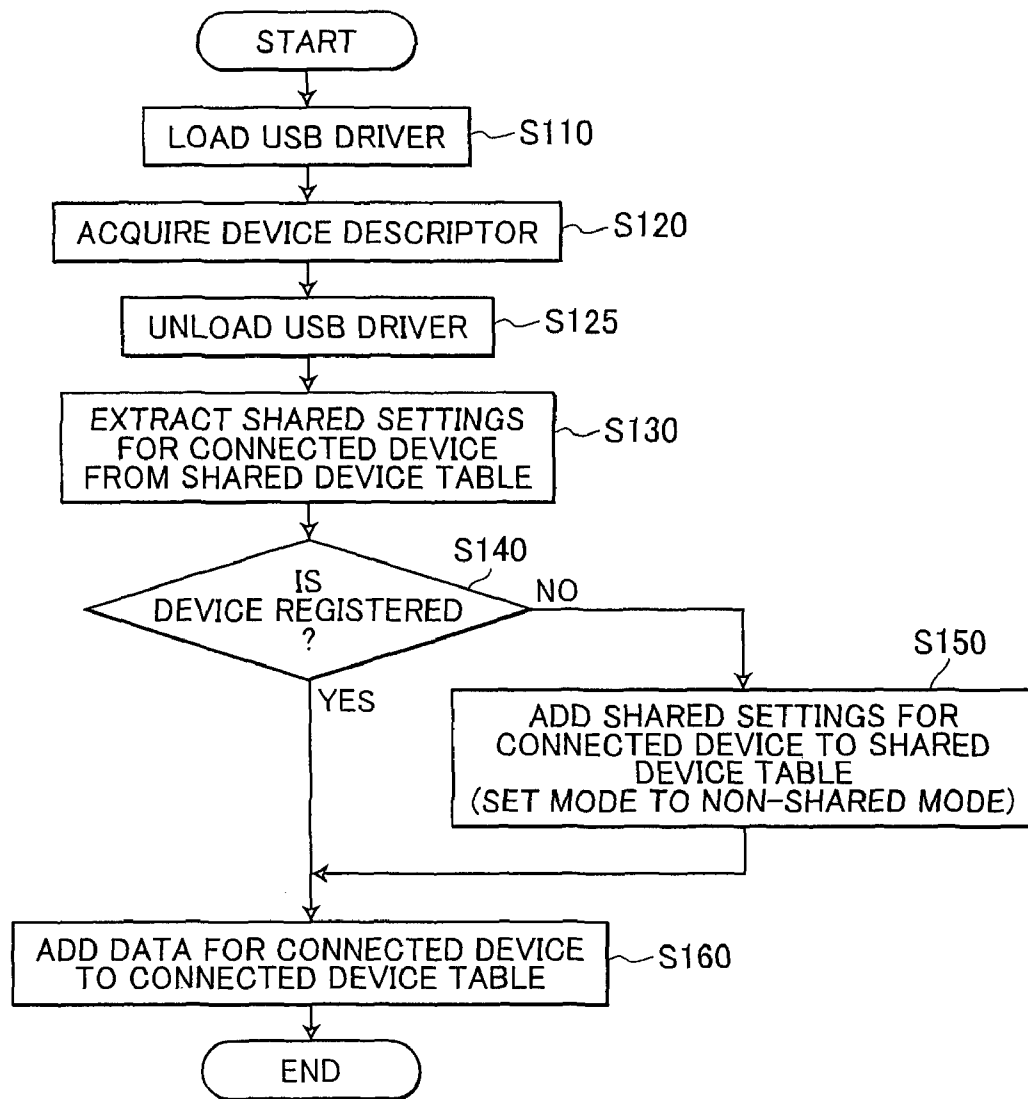 START
LOAD USB DRIVER
S110
ACQUIRE DEVICE DESCRIPTOR
S120
UNLOAD USB DRIVER
S125
EXTRACT SHARED SETTINGS
FOR CONNECTED DEVICE
FROM SHARED DEVICE TABLE
S130
S140
IS
DEVICE REGISTERED
?
NO
YES
S150
ADD SHARED SETTINGS FOR
CONNECTED DEVICE TO SHARED
DEVICE TABLE
(SET MODE TO NON-SHARED MODE)
ADD DATA FOR CONNECTED DEVICE
TO CONNECTED DEVICE TABLE
S160
END